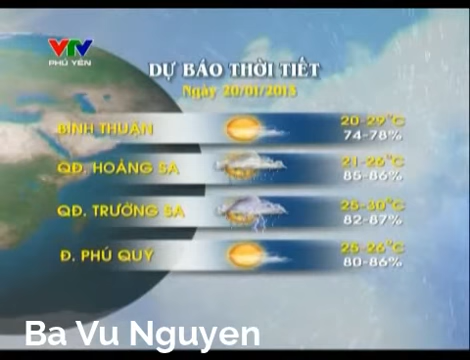 VTV
PHÚ YÊN
DỰ BÁO THỜI TIẾT
Ngày 20/01/2013
BÌNH THUẬN 20-29°C
74-78%
QĐ. HOÀNG SA 21-26°C
85-86%
QĐ. TRƯỜNG SA 25-30°C
82-87%
Đ. PHÚ QUÝ 25-26°C
80-86%
Ba Vu Nguyen